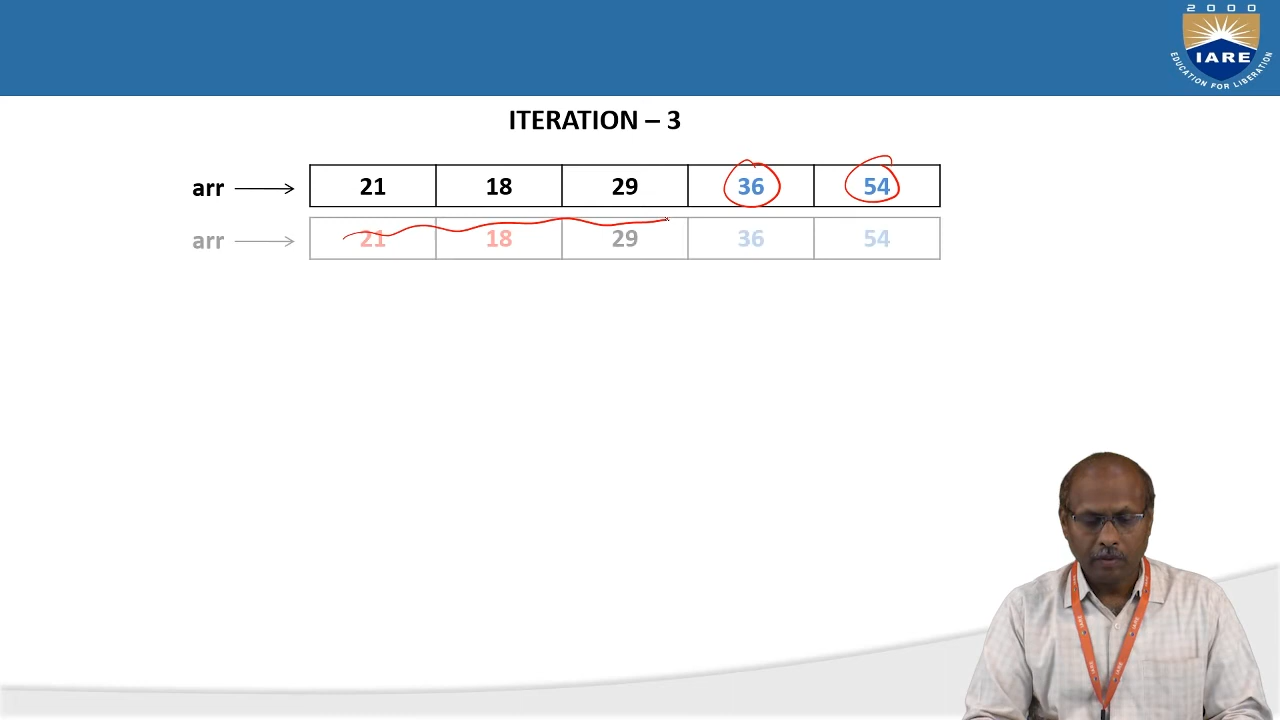 2 0 0 0
IARE
EDUCATION FOR LIBERATION
ITERATION – 3
arr 21 18 29 36 54
arr 21 18 29 36 54